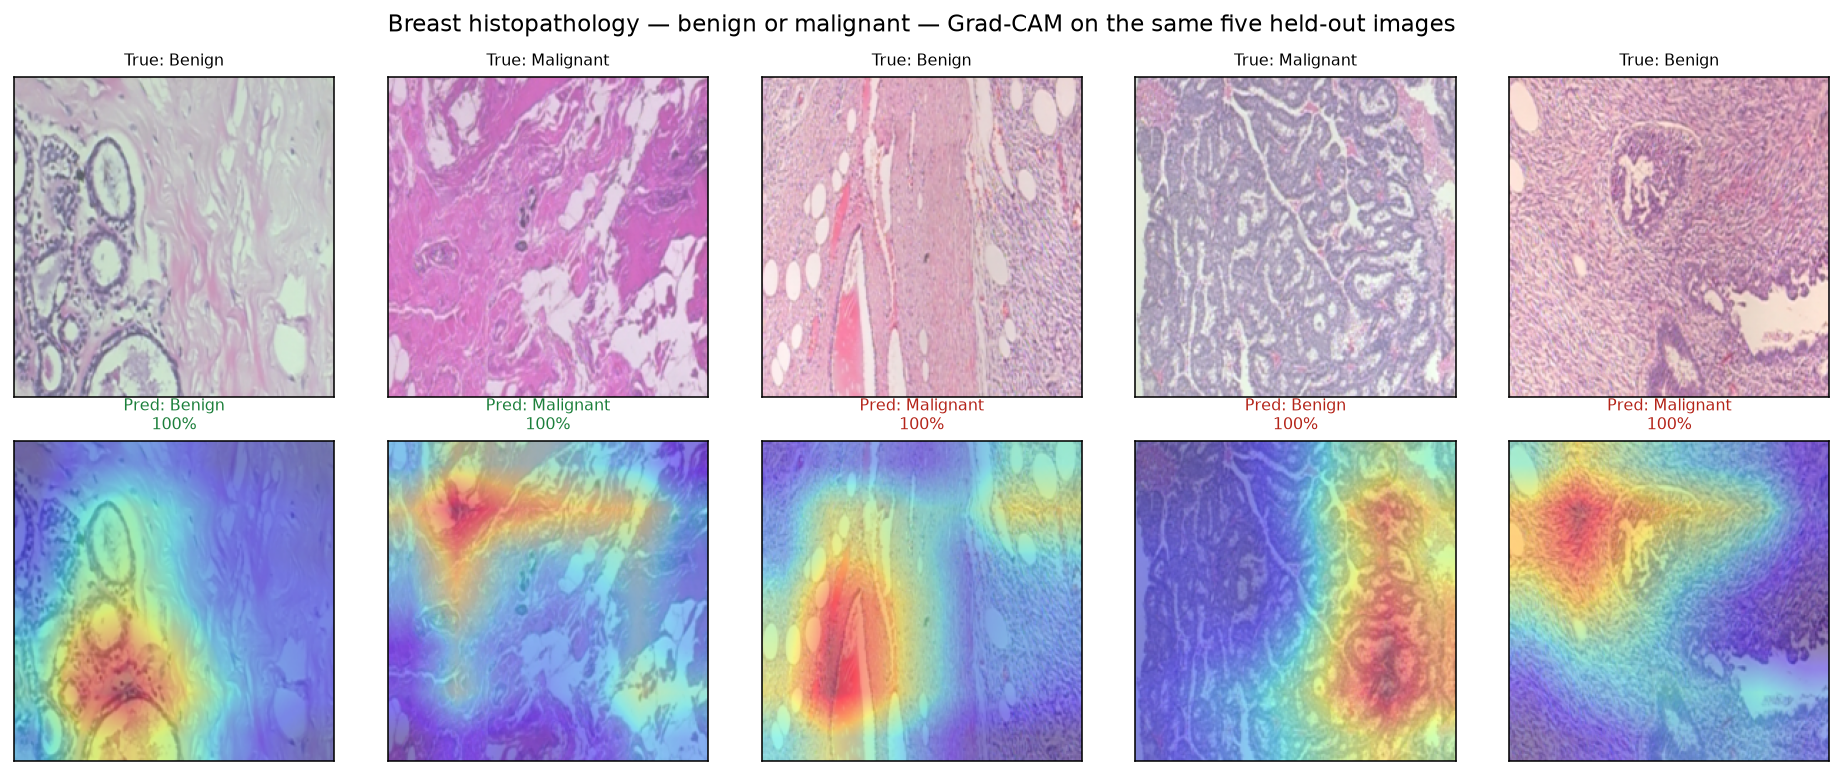 Breast histopathology — benign or malignant — Grad-CAM on the same five held-out images
True: Benign
True: Malignant
True: Benign
True: Malignant
True: Benign
Pred: Benign
100%
Pred: Malignant
100%
Pred: Malignant
100%
Pred: Benign
100%
Pred: Malignant
100%